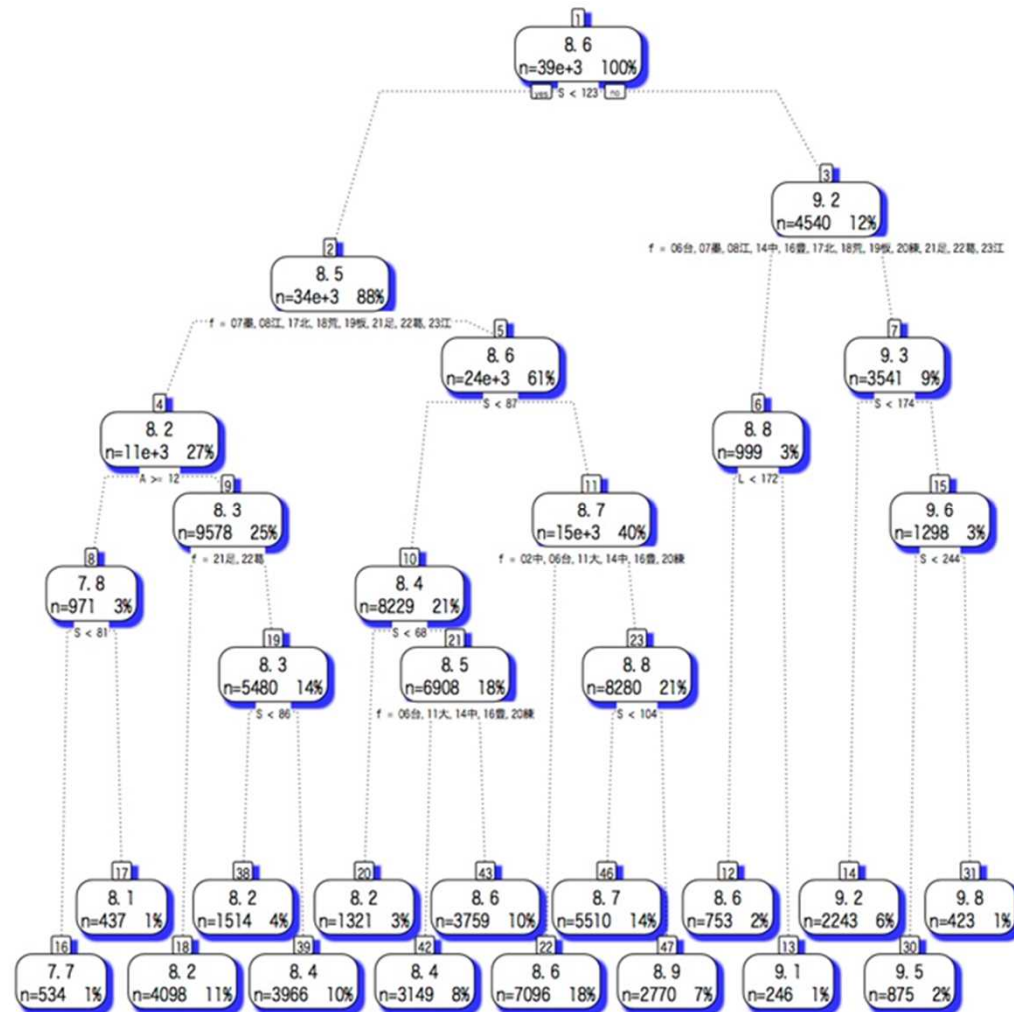 1
8. 6
n=39e+3 100%
yes S < 123 no
3
9. 2
n=4540 12%
f = 06台, 07墨, 08江, 14中, 16豊, 17北, 18荒, 19板, 20練, 21足, 22葛, 23江
2
8. 5
n=34e+3 88%
f = 07墨, 08江, 17北, 18荒, 19板, 21足, 22葛, 23江
5
8. 6
n=24e+3 61%
S < 87
7
9. 3
n=3541 9%
S < 174
4
8. 2
n=11e+3 27%
A >= 12
6
8. 8
n=999 3%
L < 172
9
8. 3
n=9578 25%
f = 21足, 22葛
11
8. 7
n=15e+3 40%
f = 02中, 06台, 11大, 14中, 16豊, 20練
15
9. 6
n=1298 3%
S < 244
8
7. 8
n=971 3%
S < 81
10
8. 4
n=8229 21%
S < 68
19
8. 3
n=5480 14%
S < 86
21
8. 5
n=6908 18%
f = 06台, 11大, 14中, 16豊, 20練
23
8. 8
n=8280 21%
S < 104
17
8. 1
n=437 1%
38
8. 2
n=1514 4%
20
8. 2
n=1321 3%
43
8. 6
n=3759 10%
46
8. 7
n=5510 14%
12
8. 6
n=753 2%
14
9. 2
n=2243 6%
31
9. 8
n=423 1%
16
7. 7
n=534 1%
18
8. 2
n=4098 11%
39
8. 4
n=3966 10%
42
8. 4
n=3149 8%
22
8. 6
n=7096 18%
47
8. 9
n=2770 7%
13
9. 1
n=246 1%
30
9. 5
n=875 2%